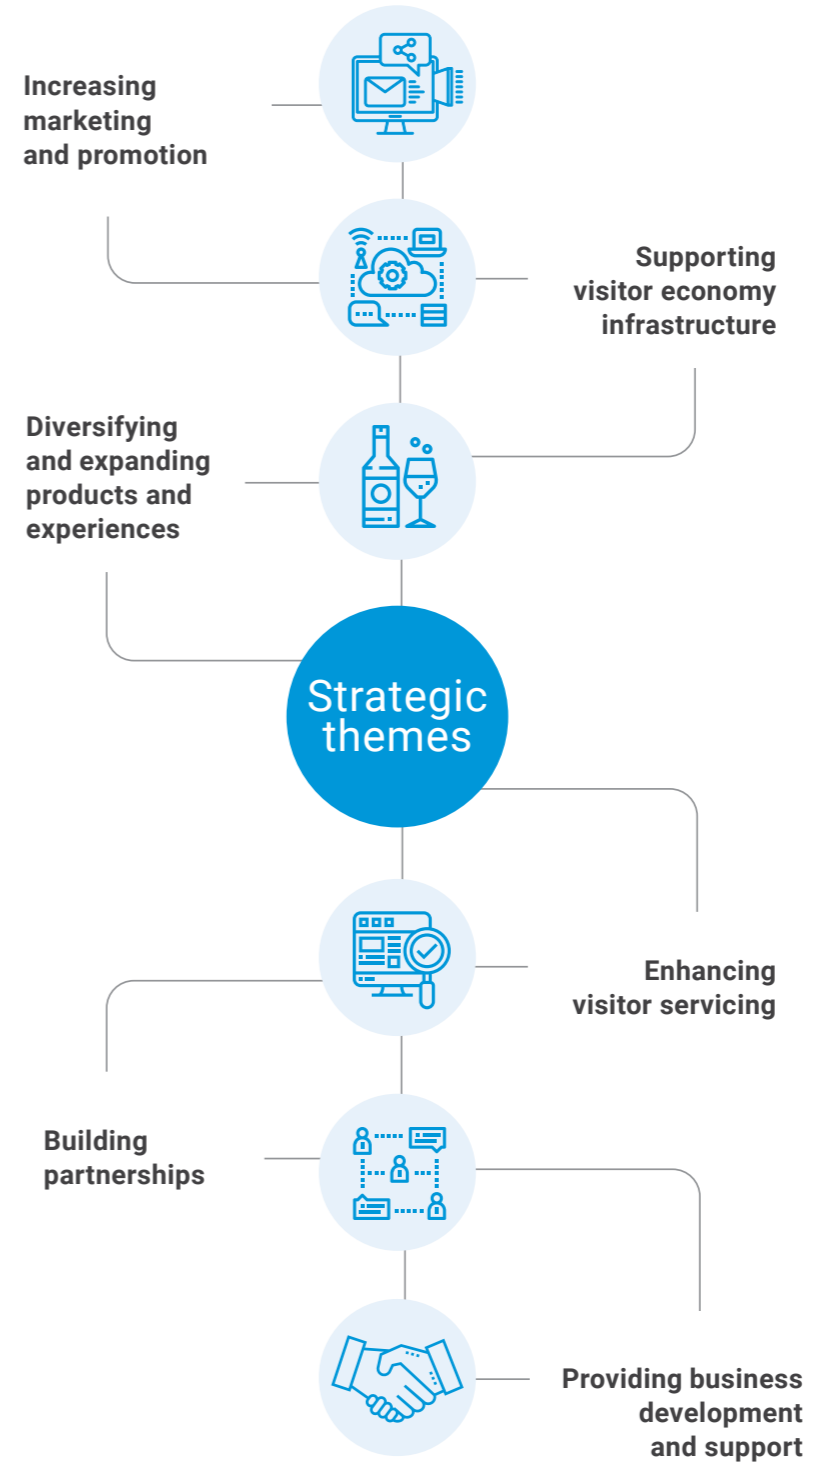 Increasing
marketing
and promotion
Supporting
visitor economy
infrastructure
Diversifying
and expanding
products and
experiences
Strategic
themes
Enhancing
visitor servicing
Building
partnerships
Providing business
development
and support